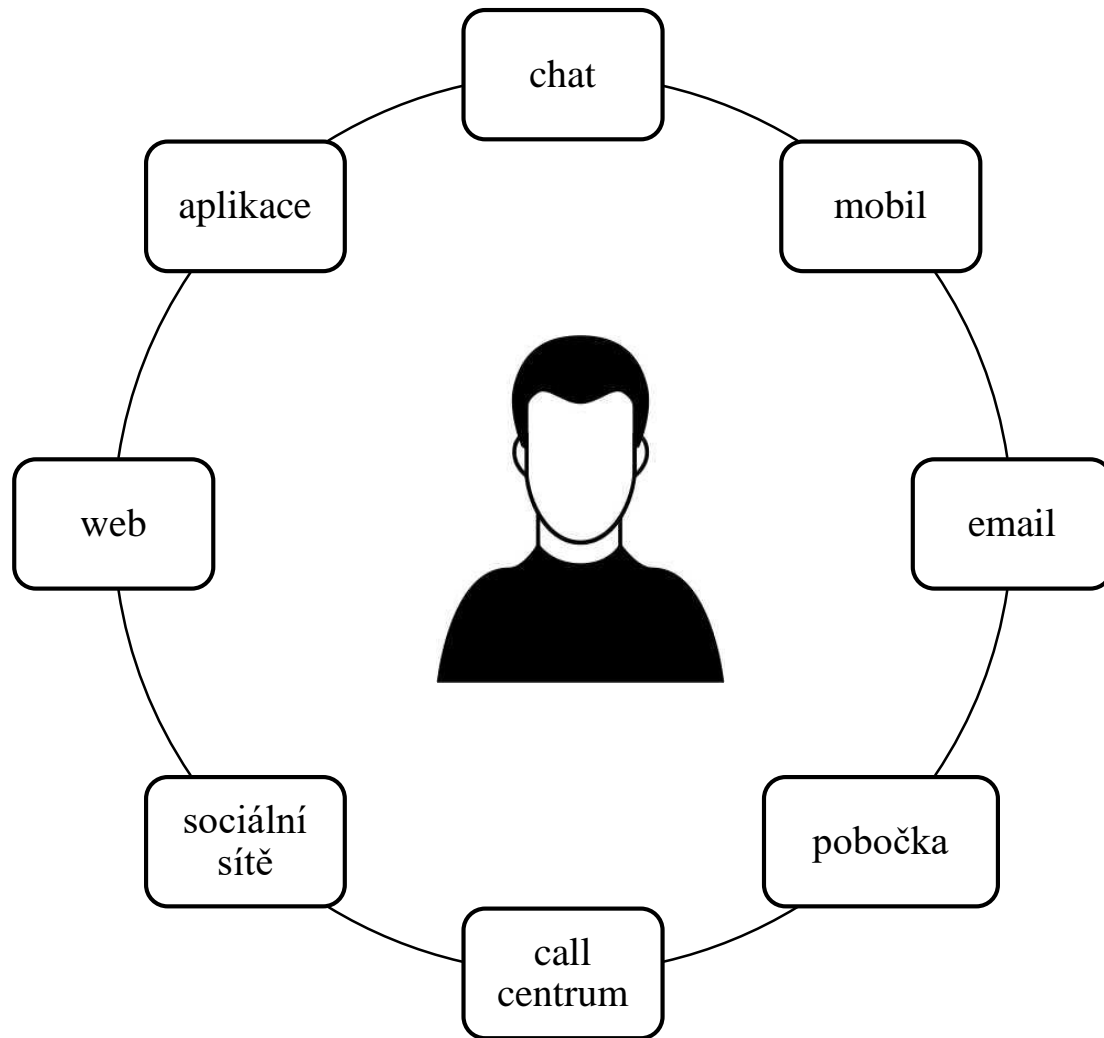 chat
aplikace
mobil
web
email
sociální
sítě
pobočka
call
centrum